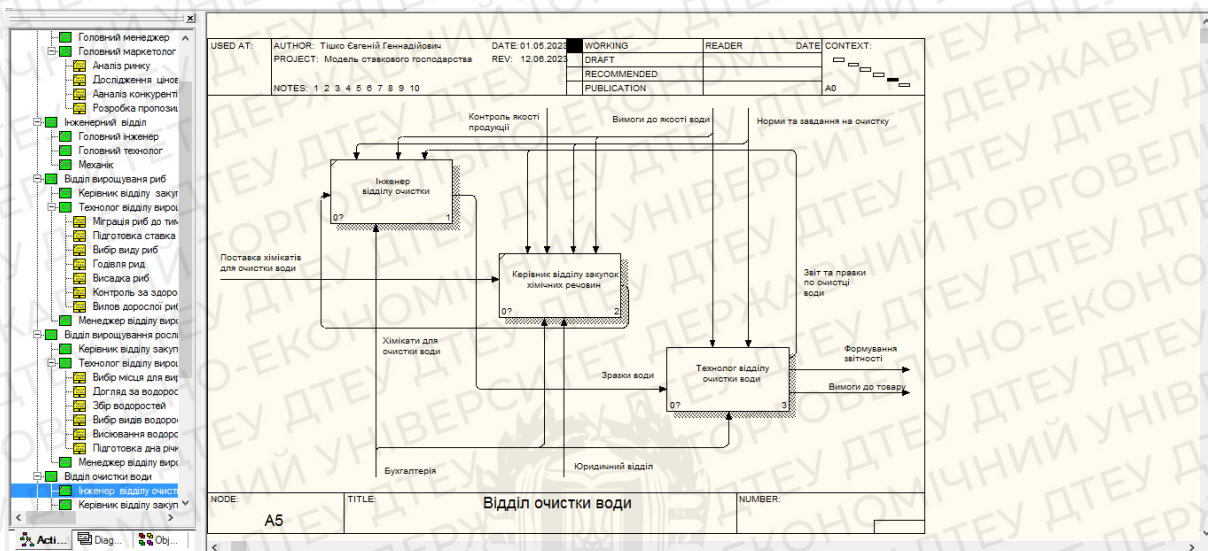 Головний менеджер
Головний маркетолог
Аналіз ринку
Дослідження цінов
Ааналіз конкуренті
Розробка пропозиц
Інженерний відділ
Головний інженер
Головний технолог
Механік
Відділ вирощуваня риб
Керівник відділу закуп
Технолог відділу вирощ
Міграція риб до тим
Підготовка ставка
Вибір виду риб
Годівля рид
Висадка риб
Контроль за здоро
Вилов дорослої риб
Менеджер відділу виро
Відділ вирощування росли
Керівник відділу закуп
Технолог відділу вирощ
Вибір місця для вир
Догляд за водорос
Збір водоростей
Вибір видів водоро
Висіювання водоро
Підготовка дна річк
Менеджер відділу виро
Відділ очистки води
Інженер відділу очист
Керівник відділу закуп
Acti...
Diag...
Obj...
USED AT:
AUTHOR: Тішко Євгеній Геннадійович
DATE: 01.05.2023
WORKING
READER
DATE
CONTEXT:
PROJECT: Модель ставкового господарства
REV: 12.06.2023
DRAFT
RECOMMENDED
NOTES: 1 2 3 4 5 6 7 8 9 10
PUBLICATION
A0
Контроль якості
продукції
Вимоги до якості води
Норми та завдання на очистку
Інженер
відділу очистки
0? 1
Поставка хімікатів
для очистки води
Керівник відділу закупок
хімічних речовин
0? 2
Звіт та правки
по очистці
води
Хімікати для
очистки води
Зразки води
Технолог відділу
очистки води
0? 3
Формування
звітності
Вимоги до товару
Бухгалтерія
Юридичний відділ
NODE:
A5
TITLE:
Відділ очистки води
NUMBER: